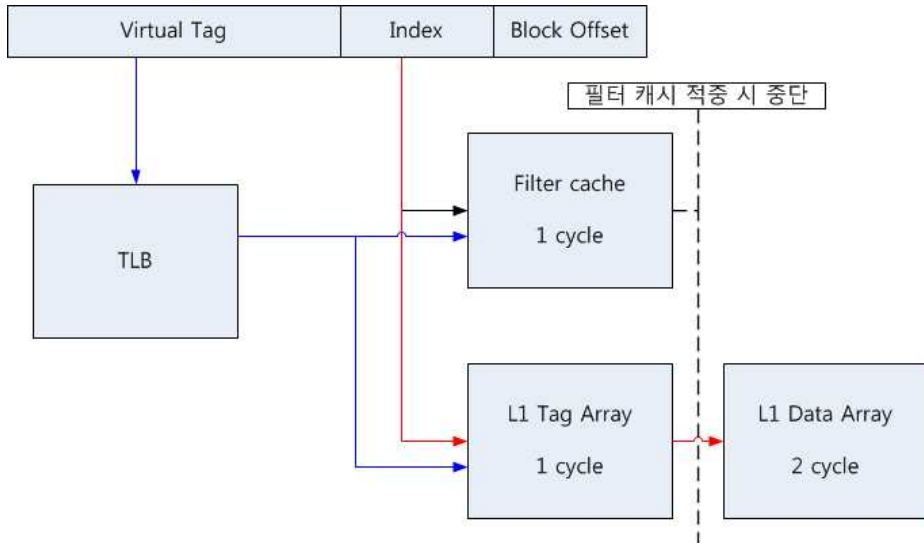 Virtual Tag
Index
Block Offset
필터 캐시 적중 시 중단
Filter cache
1 cycle
TLB
L1 Tag Array
1 cycle
L1 Data Array
2 cycle